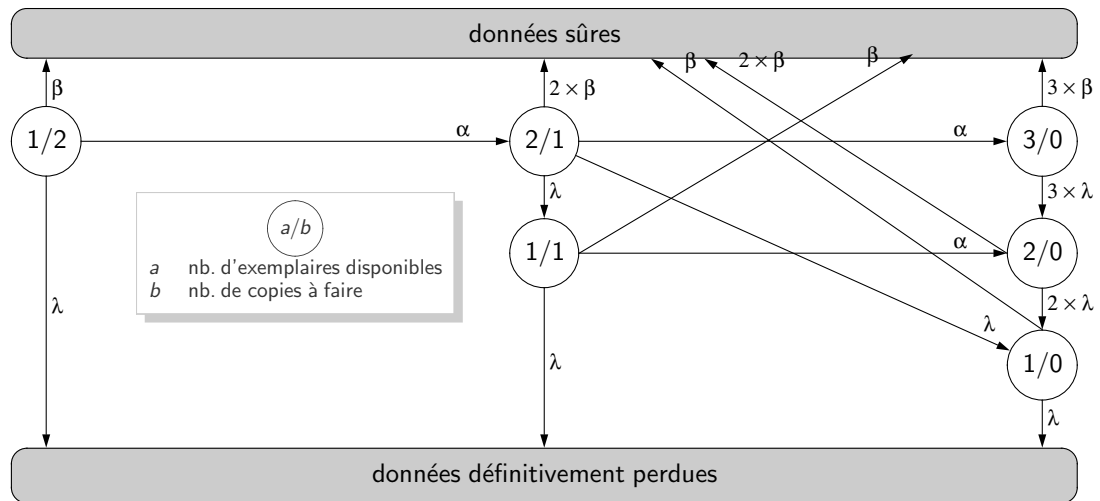 données sûres
β
2 × β
β
2 × β
β
3 × β
1/2
α
2/1
α
3/0
λ
3 × λ
a/b
a nb. d'exemplaires disponibles
b nb. de copies à faire
1/1
α
2/0
λ
λ
λ
2 × λ
1/0
λ
données définitivement perdues